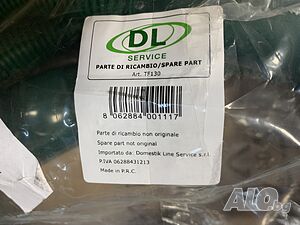 DL
SERVICE
PARTE DI RICAMBIO/SPARE PART
Art. TF130
8 062884 001117
Parte di ricambio non originale
Spare part not original
Importato da: Domestik Line Service s.r.l.
P.IVA 06288431213
Made in P.R.C.
ALO.bg